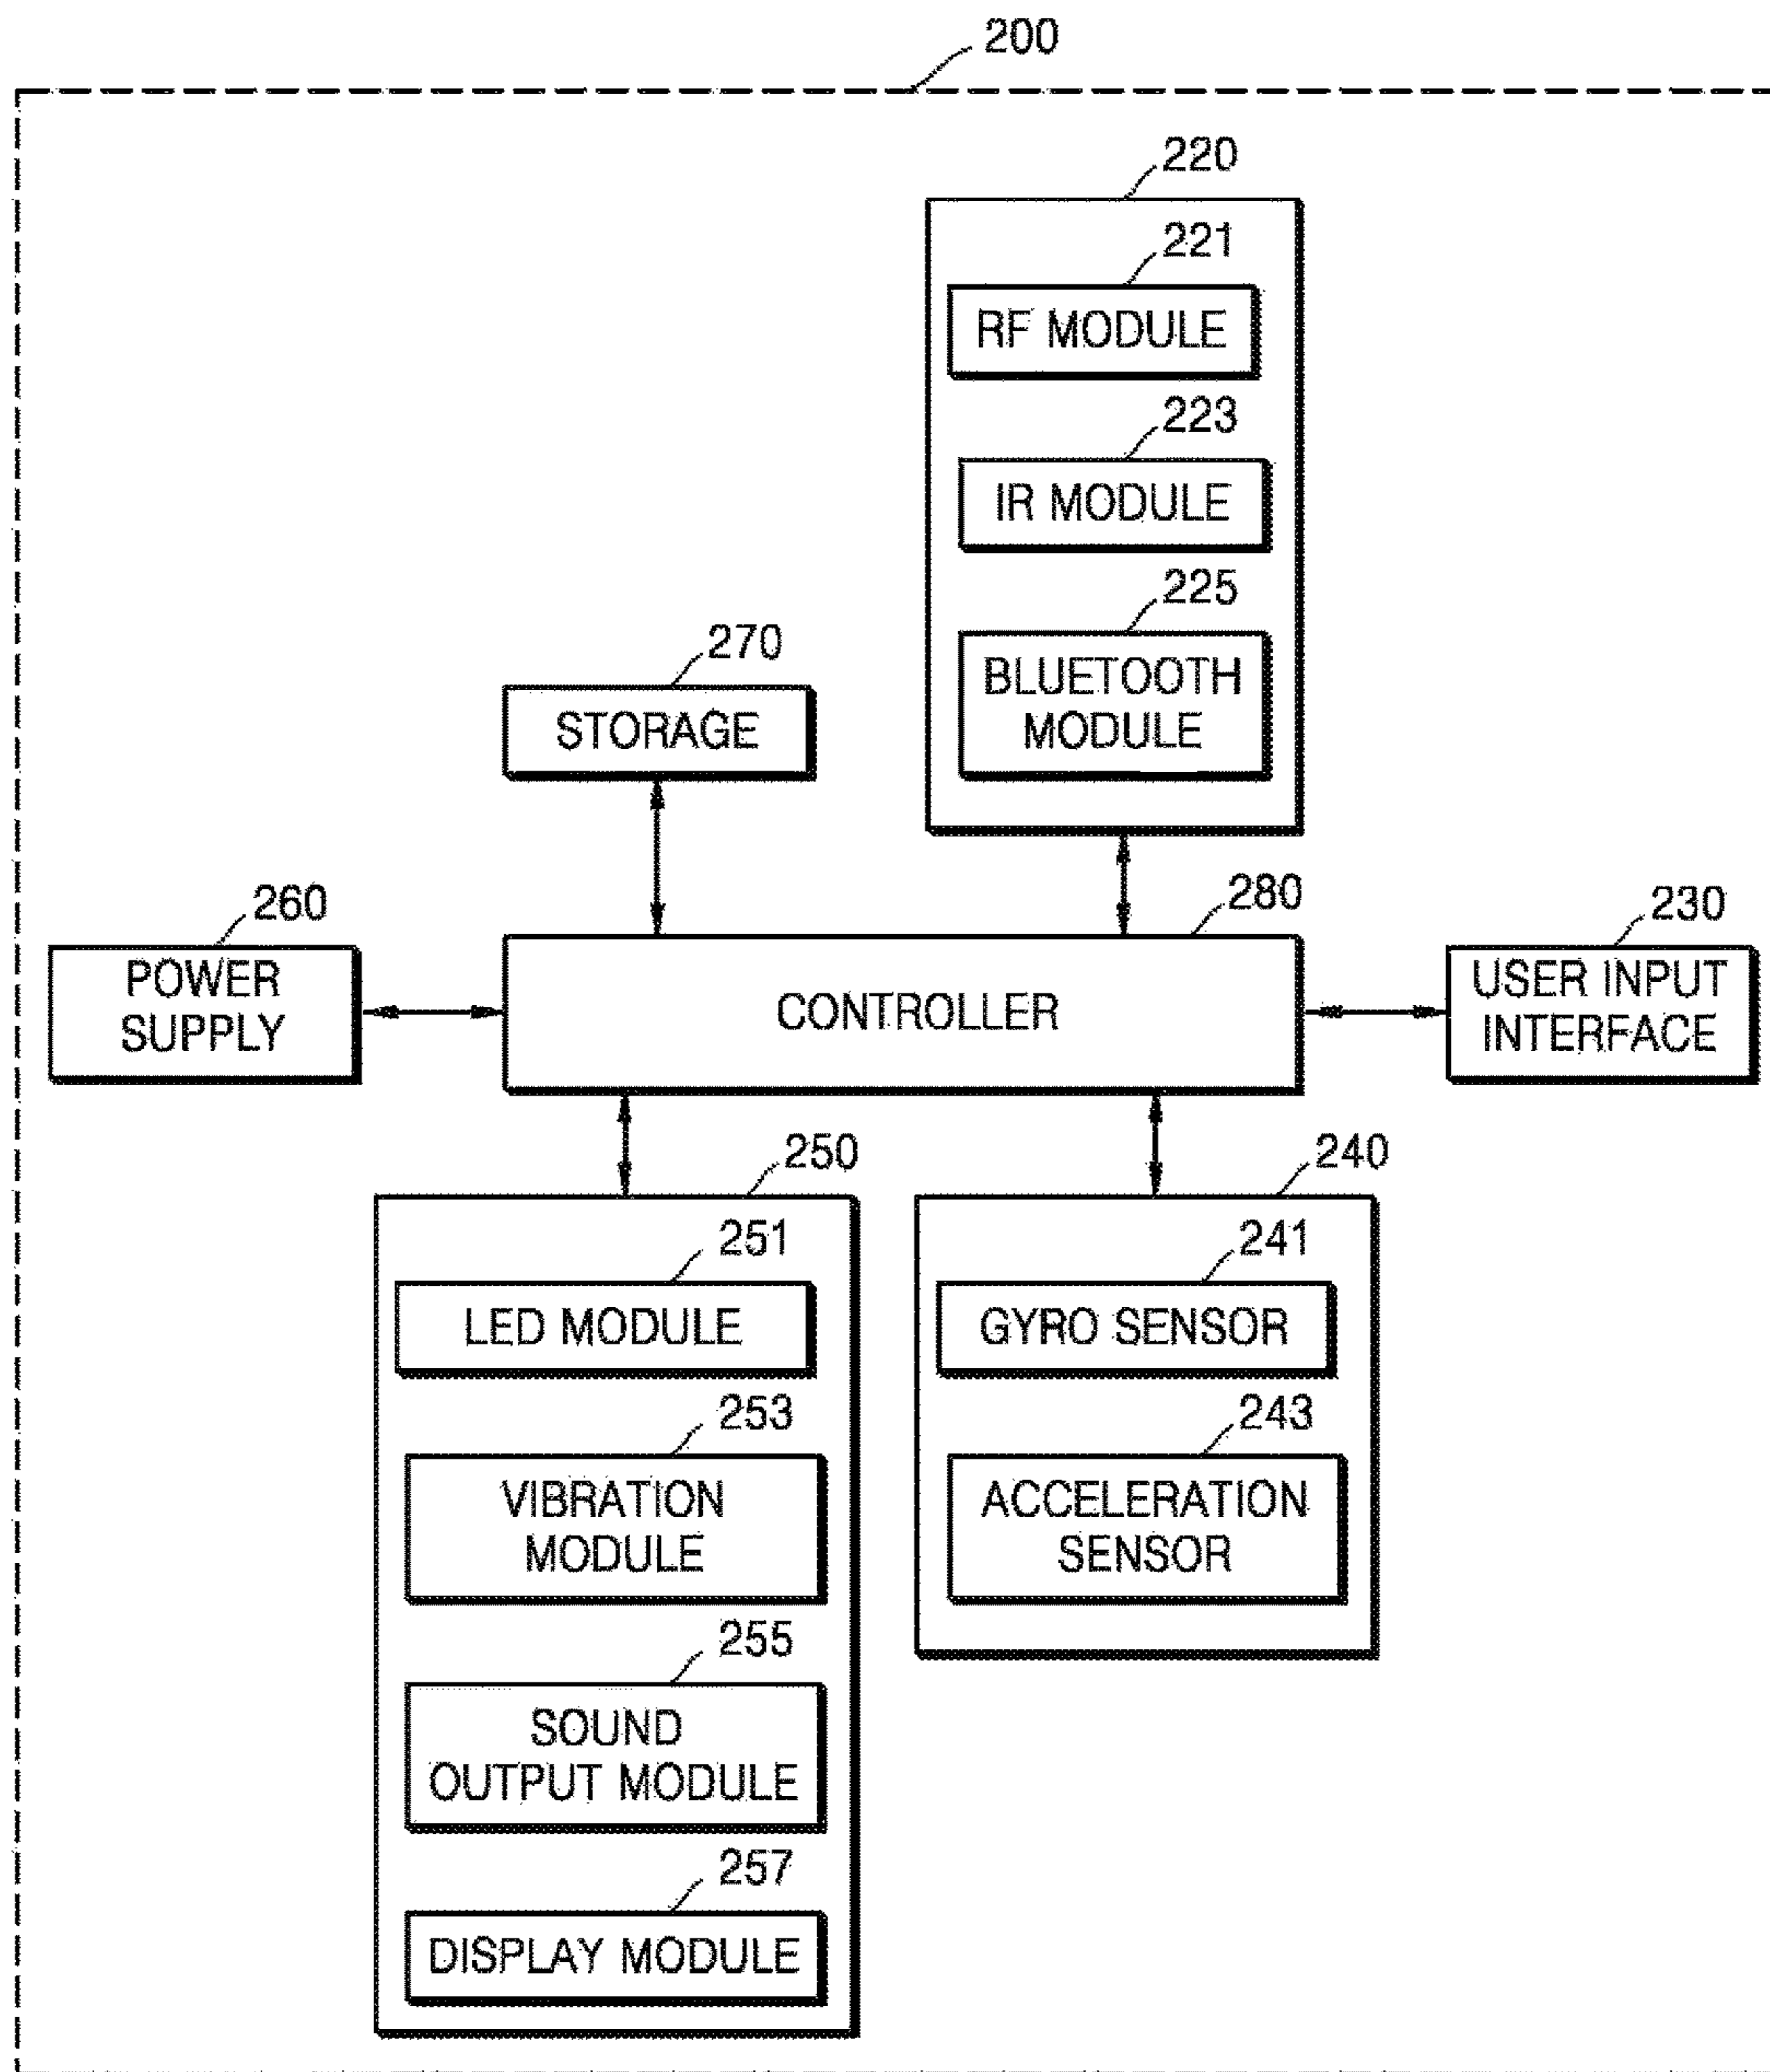 200
220
221
RF MODULE
223
IR MODULE
225
BLUETOOTH
MODULE
270
STORAGE
260
POWER
SUPPLY
280
CONTROLLER
230
USER INPUT
INTERFACE
250
251
LED MODULE
253
VIBRATION
MODULE
255
SOUND
OUTPUT MODULE
257
DISPLAY MODULE
240
241
GYRO SENSOR
243
ACCELERATION
SENSOR